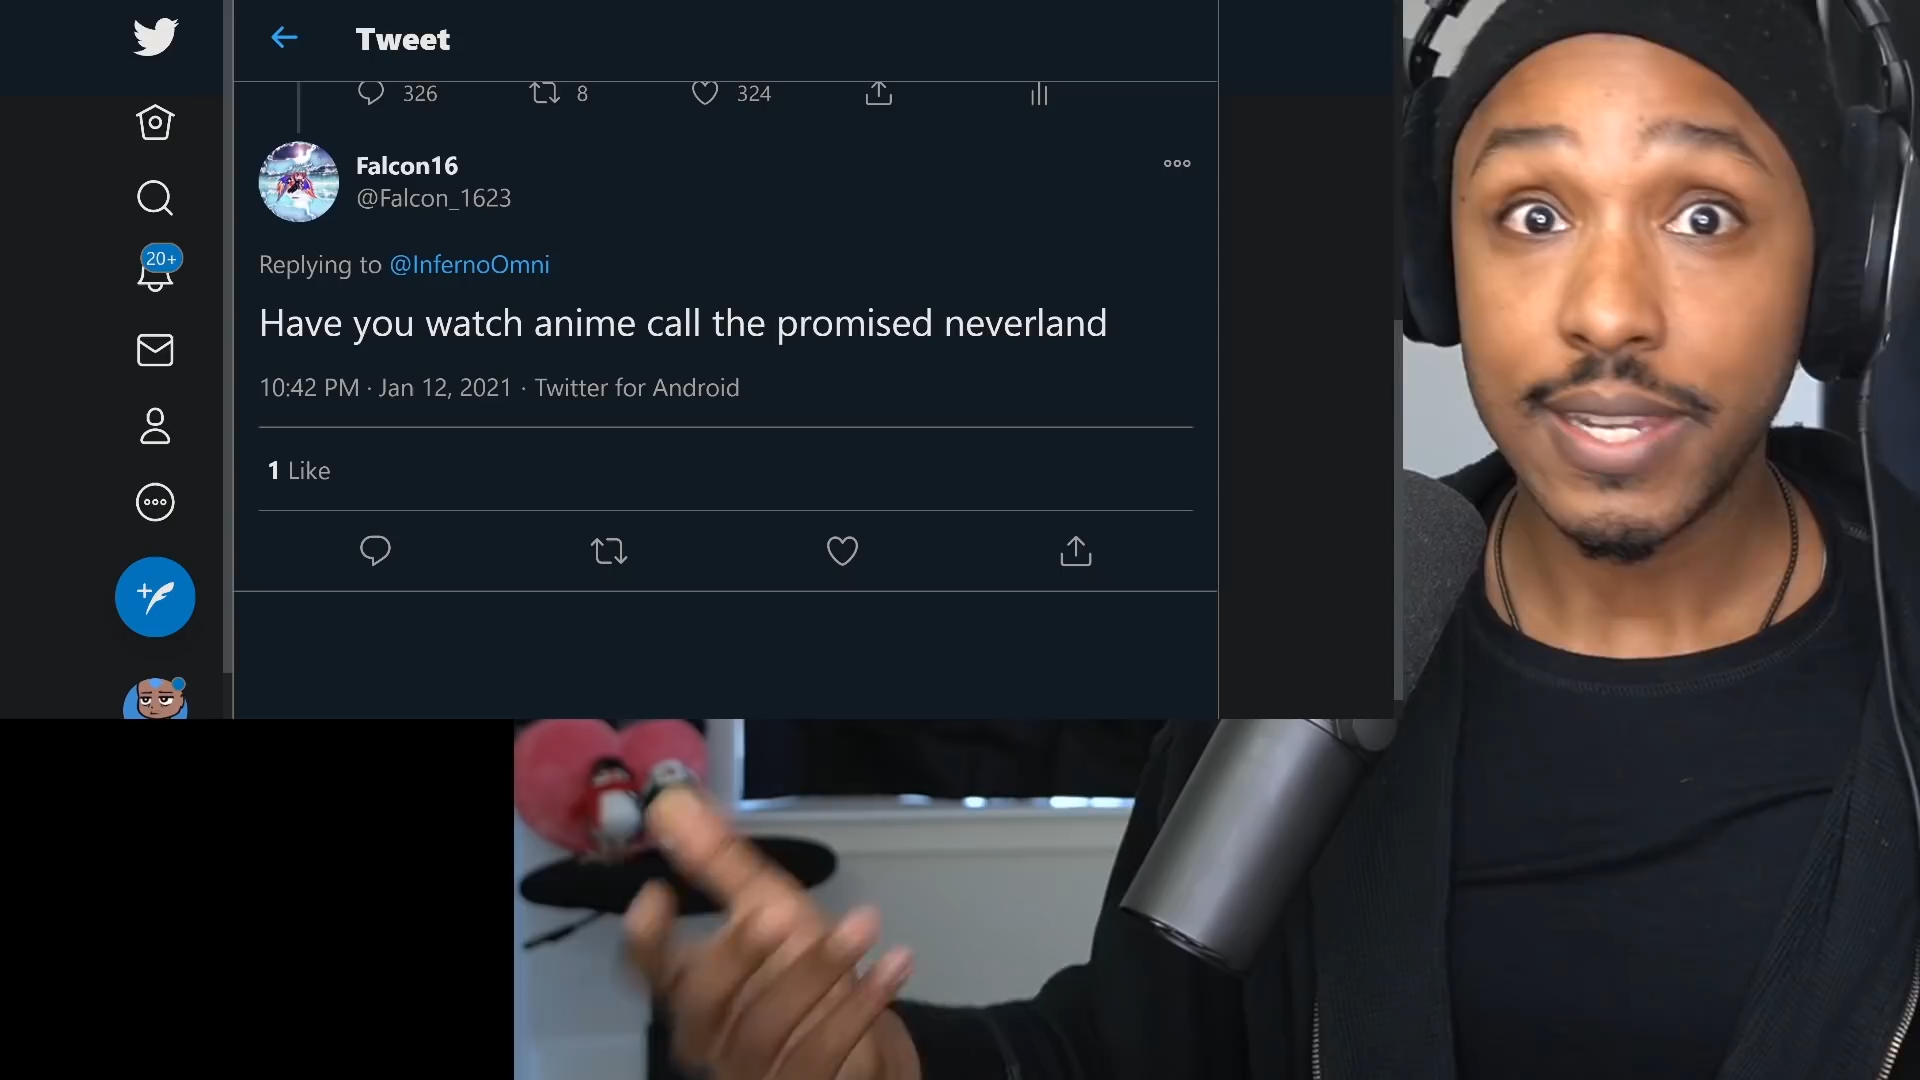 Tweet
326
8
324
Falcon16
@Falcon_1623
20+
Replying to @InfernoOmni
Have you watch anime call the promised neverland
10:42 PM · Jan 12, 2021 · Twitter for Android
1 Like